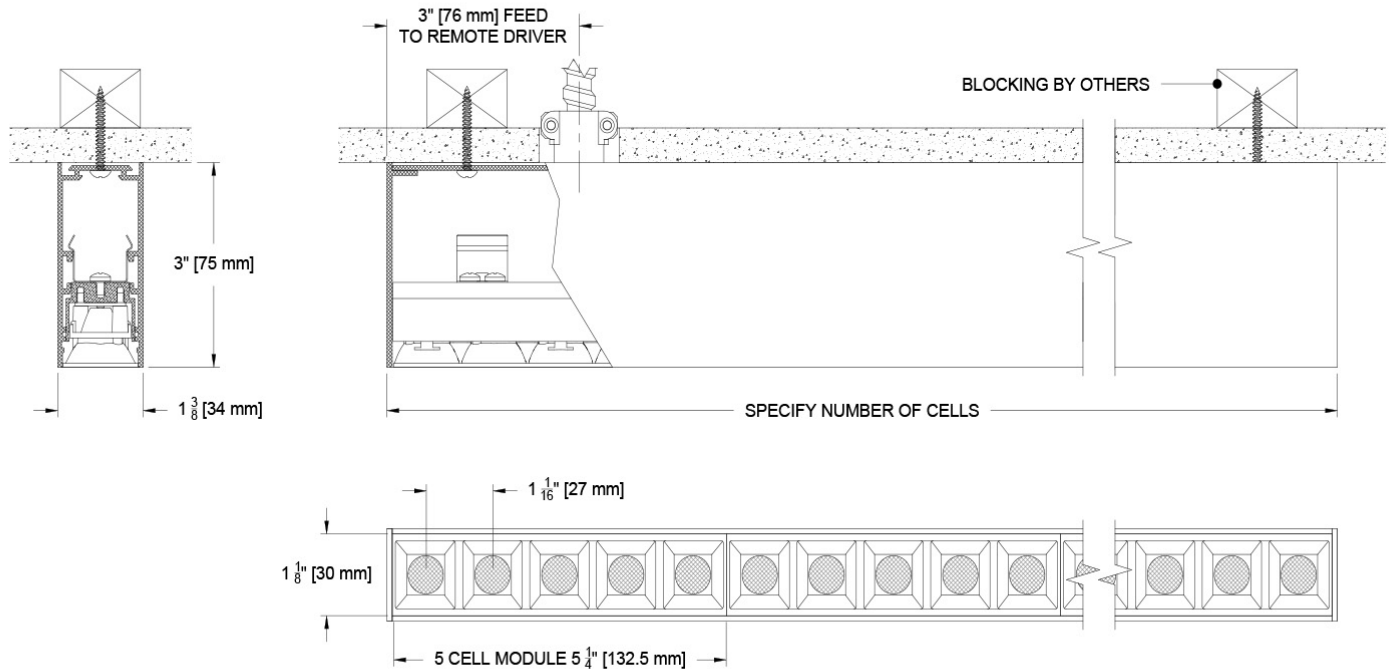 3" [76 mm] FEED
TO REMOTE DRIVER
BLOCKING BY OTHERS
3" [75 mm]
1 3/8 [34 mm]
SPECIFY NUMBER OF CELLS
1 1/16" [27 mm]
1 1/8" [30 mm]
5 CELL MODULE 5 1/4" [132.5 mm]